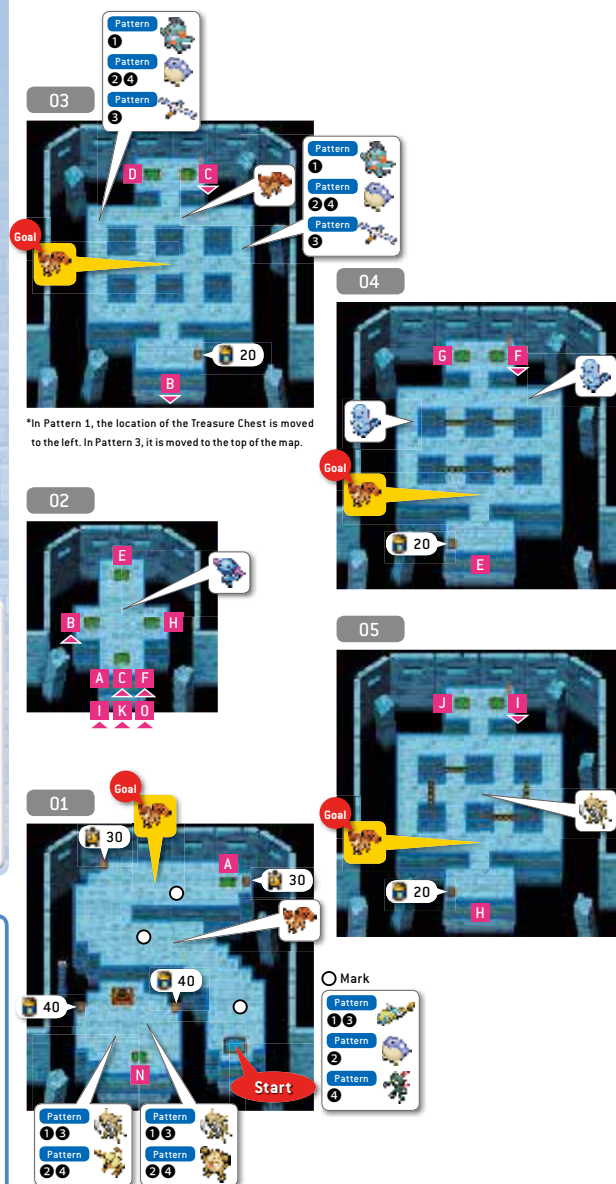 Pattern
❶
Pattern
❷❹
Pattern
❸
03
D
C
Pattern
❶
Pattern
❷❹
Pattern
❸
Goal
20
B
*In Pattern 1, the location of the Treasure Chest is moved
to the left. In Pattern 3, it is moved to the top of the map.
04
G
F
Goal
20
E
02
E
B
H
A C F
I K O
05
J
I
Goal
20
H
01
Goal
30
A
30
40
40
N
Start
Pattern
❶❸
Pattern
❷❹
Pattern
❶❸
Pattern
❷❹
Mark
Pattern
❶❸
Pattern
❷
Pattern
❹